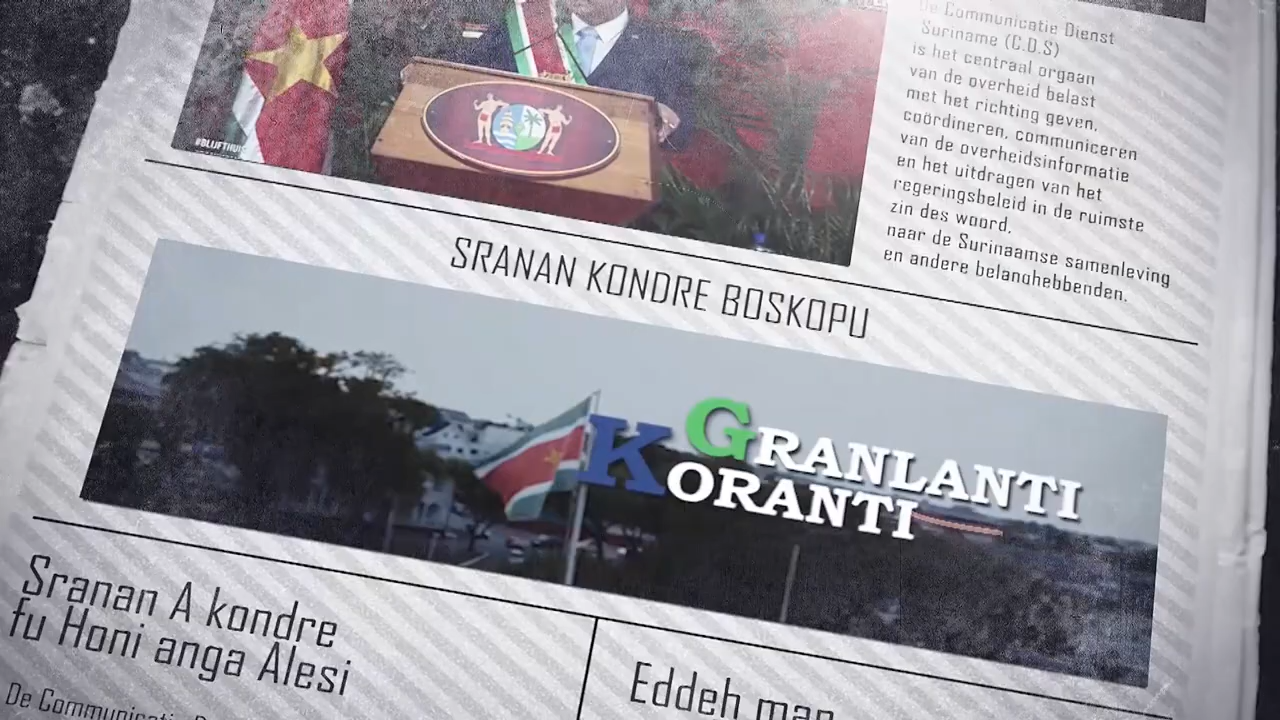 De Communicatie Dienst
Suriname (C.D.S)
is het centraal orgaan
van de overheid belast
met het richting geven,
coördineren, communiceren
van de overheidsinformatie
en het uitdragen van het
regeringsbeleid in de ruimste
zin des woord,
naar de Surinaamse samenleving
en andere belanghebbenden.
SRANAN KONDRE BOSKOPU
GRANLANTI
KORANTI
Sranan A kondre
fu Honi anga Alesi
De
Eddeh man